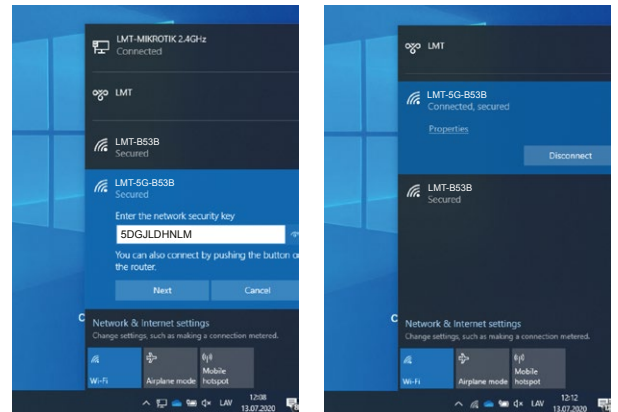 LMT-MIKROTIK 2.4GHz
Connected
LMT
LMT-B53B
Secured
LMT-5G-B53B
Secured
Enter the network security key
5DGJLDHNLM
You can also connect by pushing the button on
the router.
Next Cancel
Network & Internet settings
Change settings, such as making a connection metered.
Wi-Fi
Airplane mode
Mobile
hotspot
LAV
12:08
13.07.2020
LMT
LMT-5G-B53B
Connected, secured
Properties
Disconnect
LMT-B53B
Secured
Network & Internet settings
Change settings, such as making a connection metered.
Wi-Fi
Airplane mode
Mobile
hotspot
LAV
12:12
13.07.2020